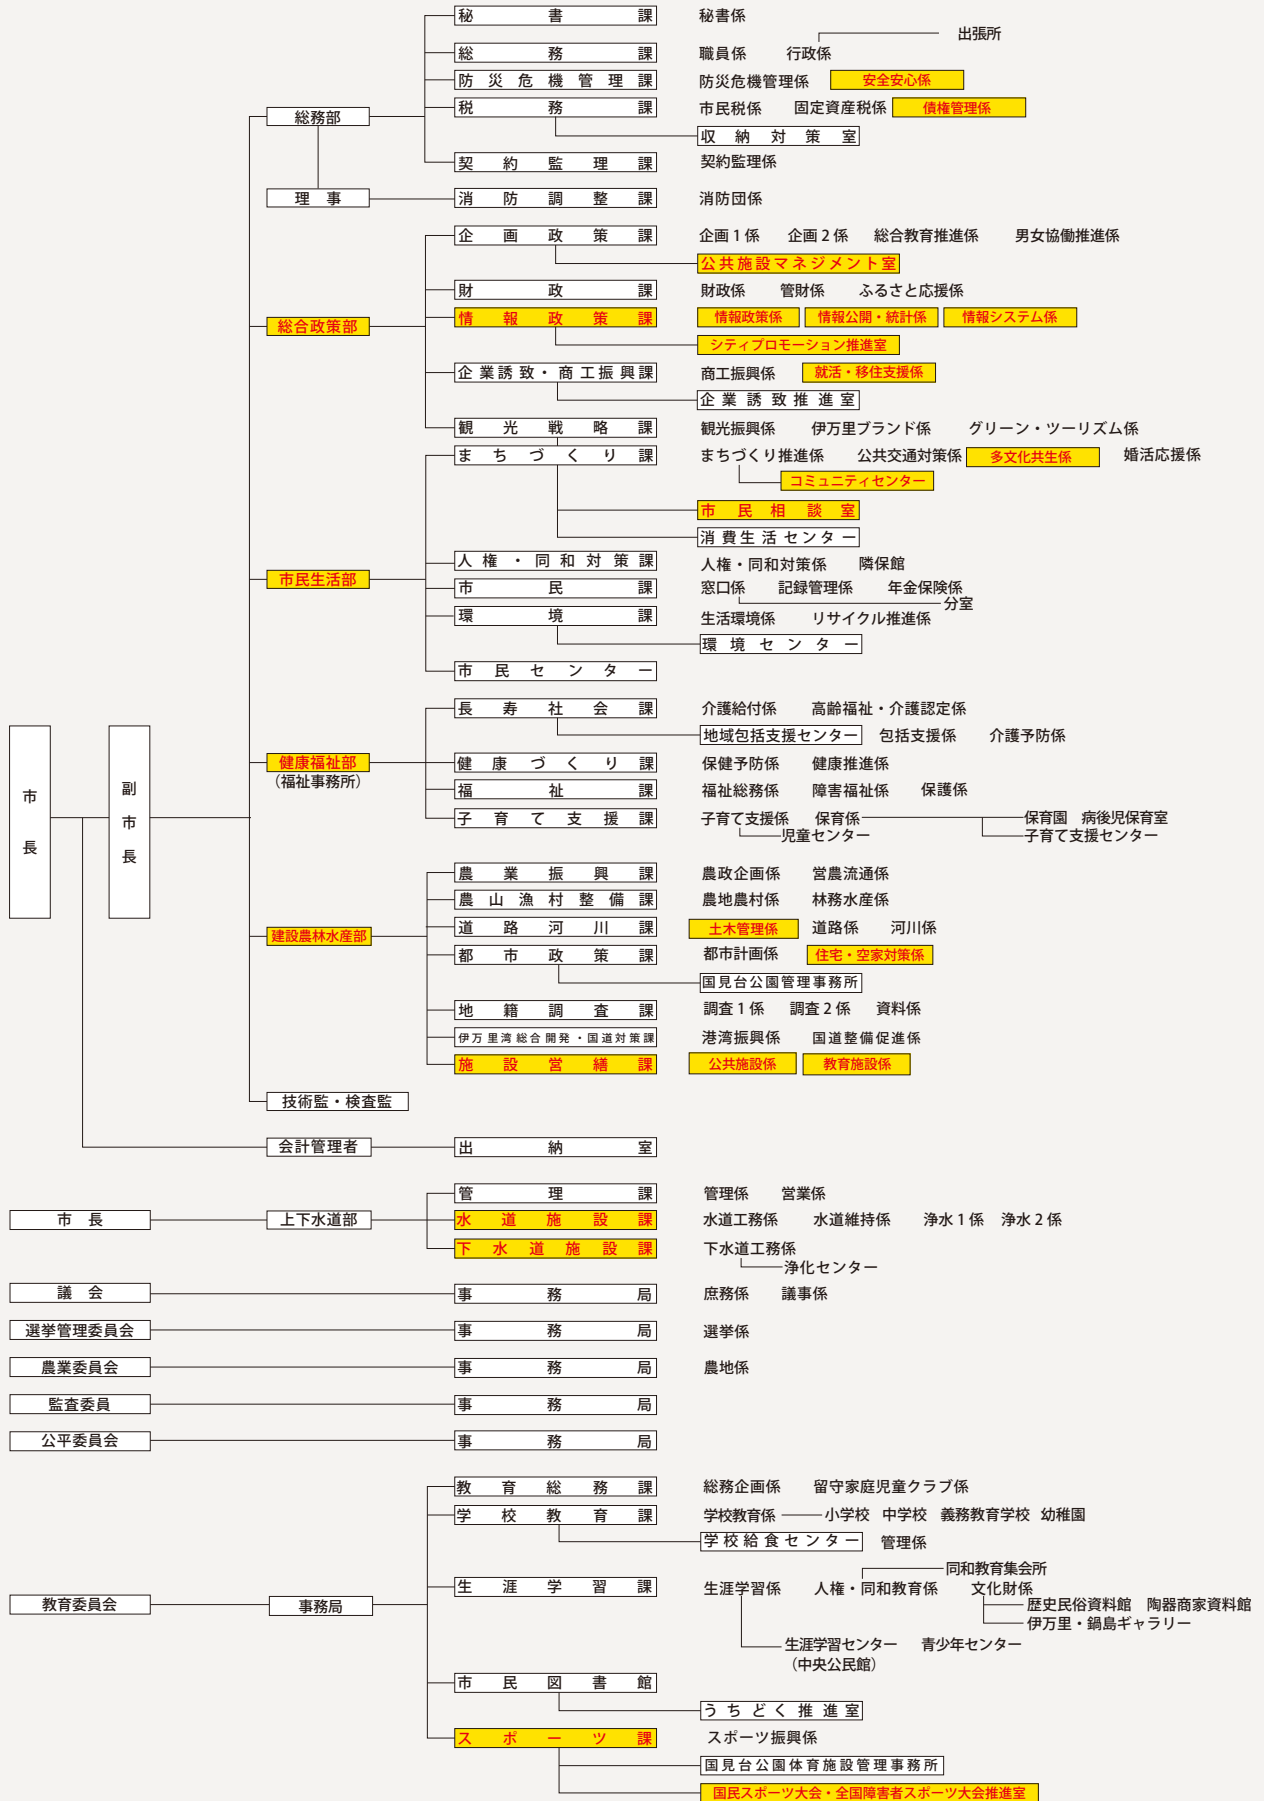 秘書課 秘書係
出張所
総務課 職員係 行政係
防災危機管理課 防災危機管理係 安全安心係
税務課 市民税係 固定資産税係 債権管理係
総務部
収納対策室
契約監理課 契約監理係
理事 消防調整課 消防団係
企画政策課 企画1係 企画2係 総合教育推進係 男女協働推進係
公共施設マネジメント室
財政課 財政係 管財係 ふるさと応援係
総合政策部 情報政策課 情報政策係 情報公開・統計係 情報システム係
シティプロモーション推進室
企業誘致・商工振興課 商工振興係 就活・移住支援係
企業誘致推進室
観光戦略課 観光振興係 伊万里ブランド係 グリーン・ツーリズム係
まちづくり課 まちづくり推進係 公共交通対策係 多文化共生係 婚活応援係
コミュニティセンター
市民相談室
消費生活センター
人権・同和対策課 人権・同和対策係 隣保館
市民生活部
市民課 窓口係 記録管理係 年金保険係
分室
環境課 生活環境係 リサイクル推進係
環境センター
市民センター
長寿社会課 介護給付係 高齢福祉・介護認定係
地域包括支援センター 包括支援係 介護予防係
健康福祉部 健康づくり課 保健予防係 健康推進係
(福祉事務所)
福祉課 福祉総務係 障害福祉係 保護係
市長 副市長
子育て支援課 子育て支援係 保育係 保育園 病後児保育室
児童センター 子育て支援センター
農業振興課 農政企画係 営農流通係
農山漁村整備課 農地農村係 林務水産係
道路河川課 土木管理係 道路係 河川係
建設農林水産部
都市政策課 都市計画係 住宅・空家対策係
国見台公園管理事務所
地籍調査課 調査1係 調査2係 資料係
伊万里湾総合開発・国道対策課 港湾振興係 国道整備促進係
施設営繕課 公共施設係 教育施設係
技術監・検査監
会計管理者 出納室
管理課 管理係 営業係
市長 上下水道部 水道施設課 水道工務係 水道維持係 浄水1係 浄水2係
下水道施設課 下水道工務係
浄化センター
議会 事務局 庶務係 議事係
選挙管理委員会 事務局 選挙係
農業委員会 事務局 農地係
監査委員 事務局
公平委員会 事務局
教育総務課 総務企画係 留守家庭児童クラブ係
学校教育課 学校教育係 小学校 中学校 義務教育学校 幼稚園
学校給食センター 管理係
同和教育集会所
生涯学習課 生涯学習係 人権・同和教育係 文化財係
教育委員会 事務局 歴史民俗資料館 陶器商家資料館
伊万里・鍋島ギャラリー
生涯学習センター 青少年センター
(中央公民館)
市民図書館
うちどく推進室
スポーツ課 スポーツ振興係
国見台公園体育施設管理事務所
国民スポーツ大会・全国障害者スポーツ大会推進室